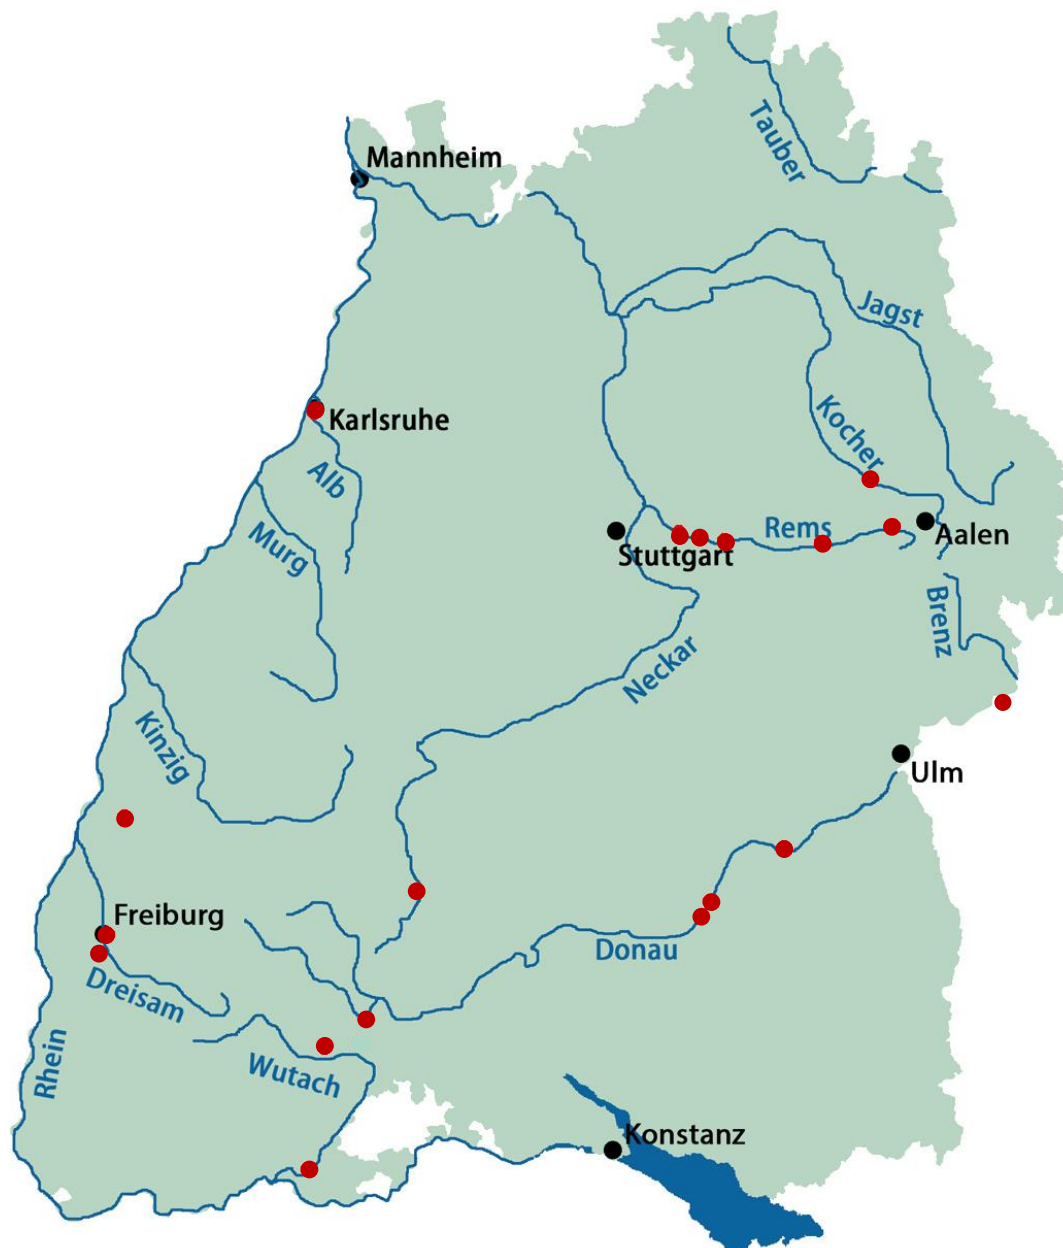 Tauber
Mannheim
Jagst
Kocher
Karlsruhe
Alb
Rems
Aalen
Murg
Stuttgart
Brenz
Neckar
Kinzig
Ulm
Freiburg
Donau
Dreisam
Rhein
Wutach
Konstanz